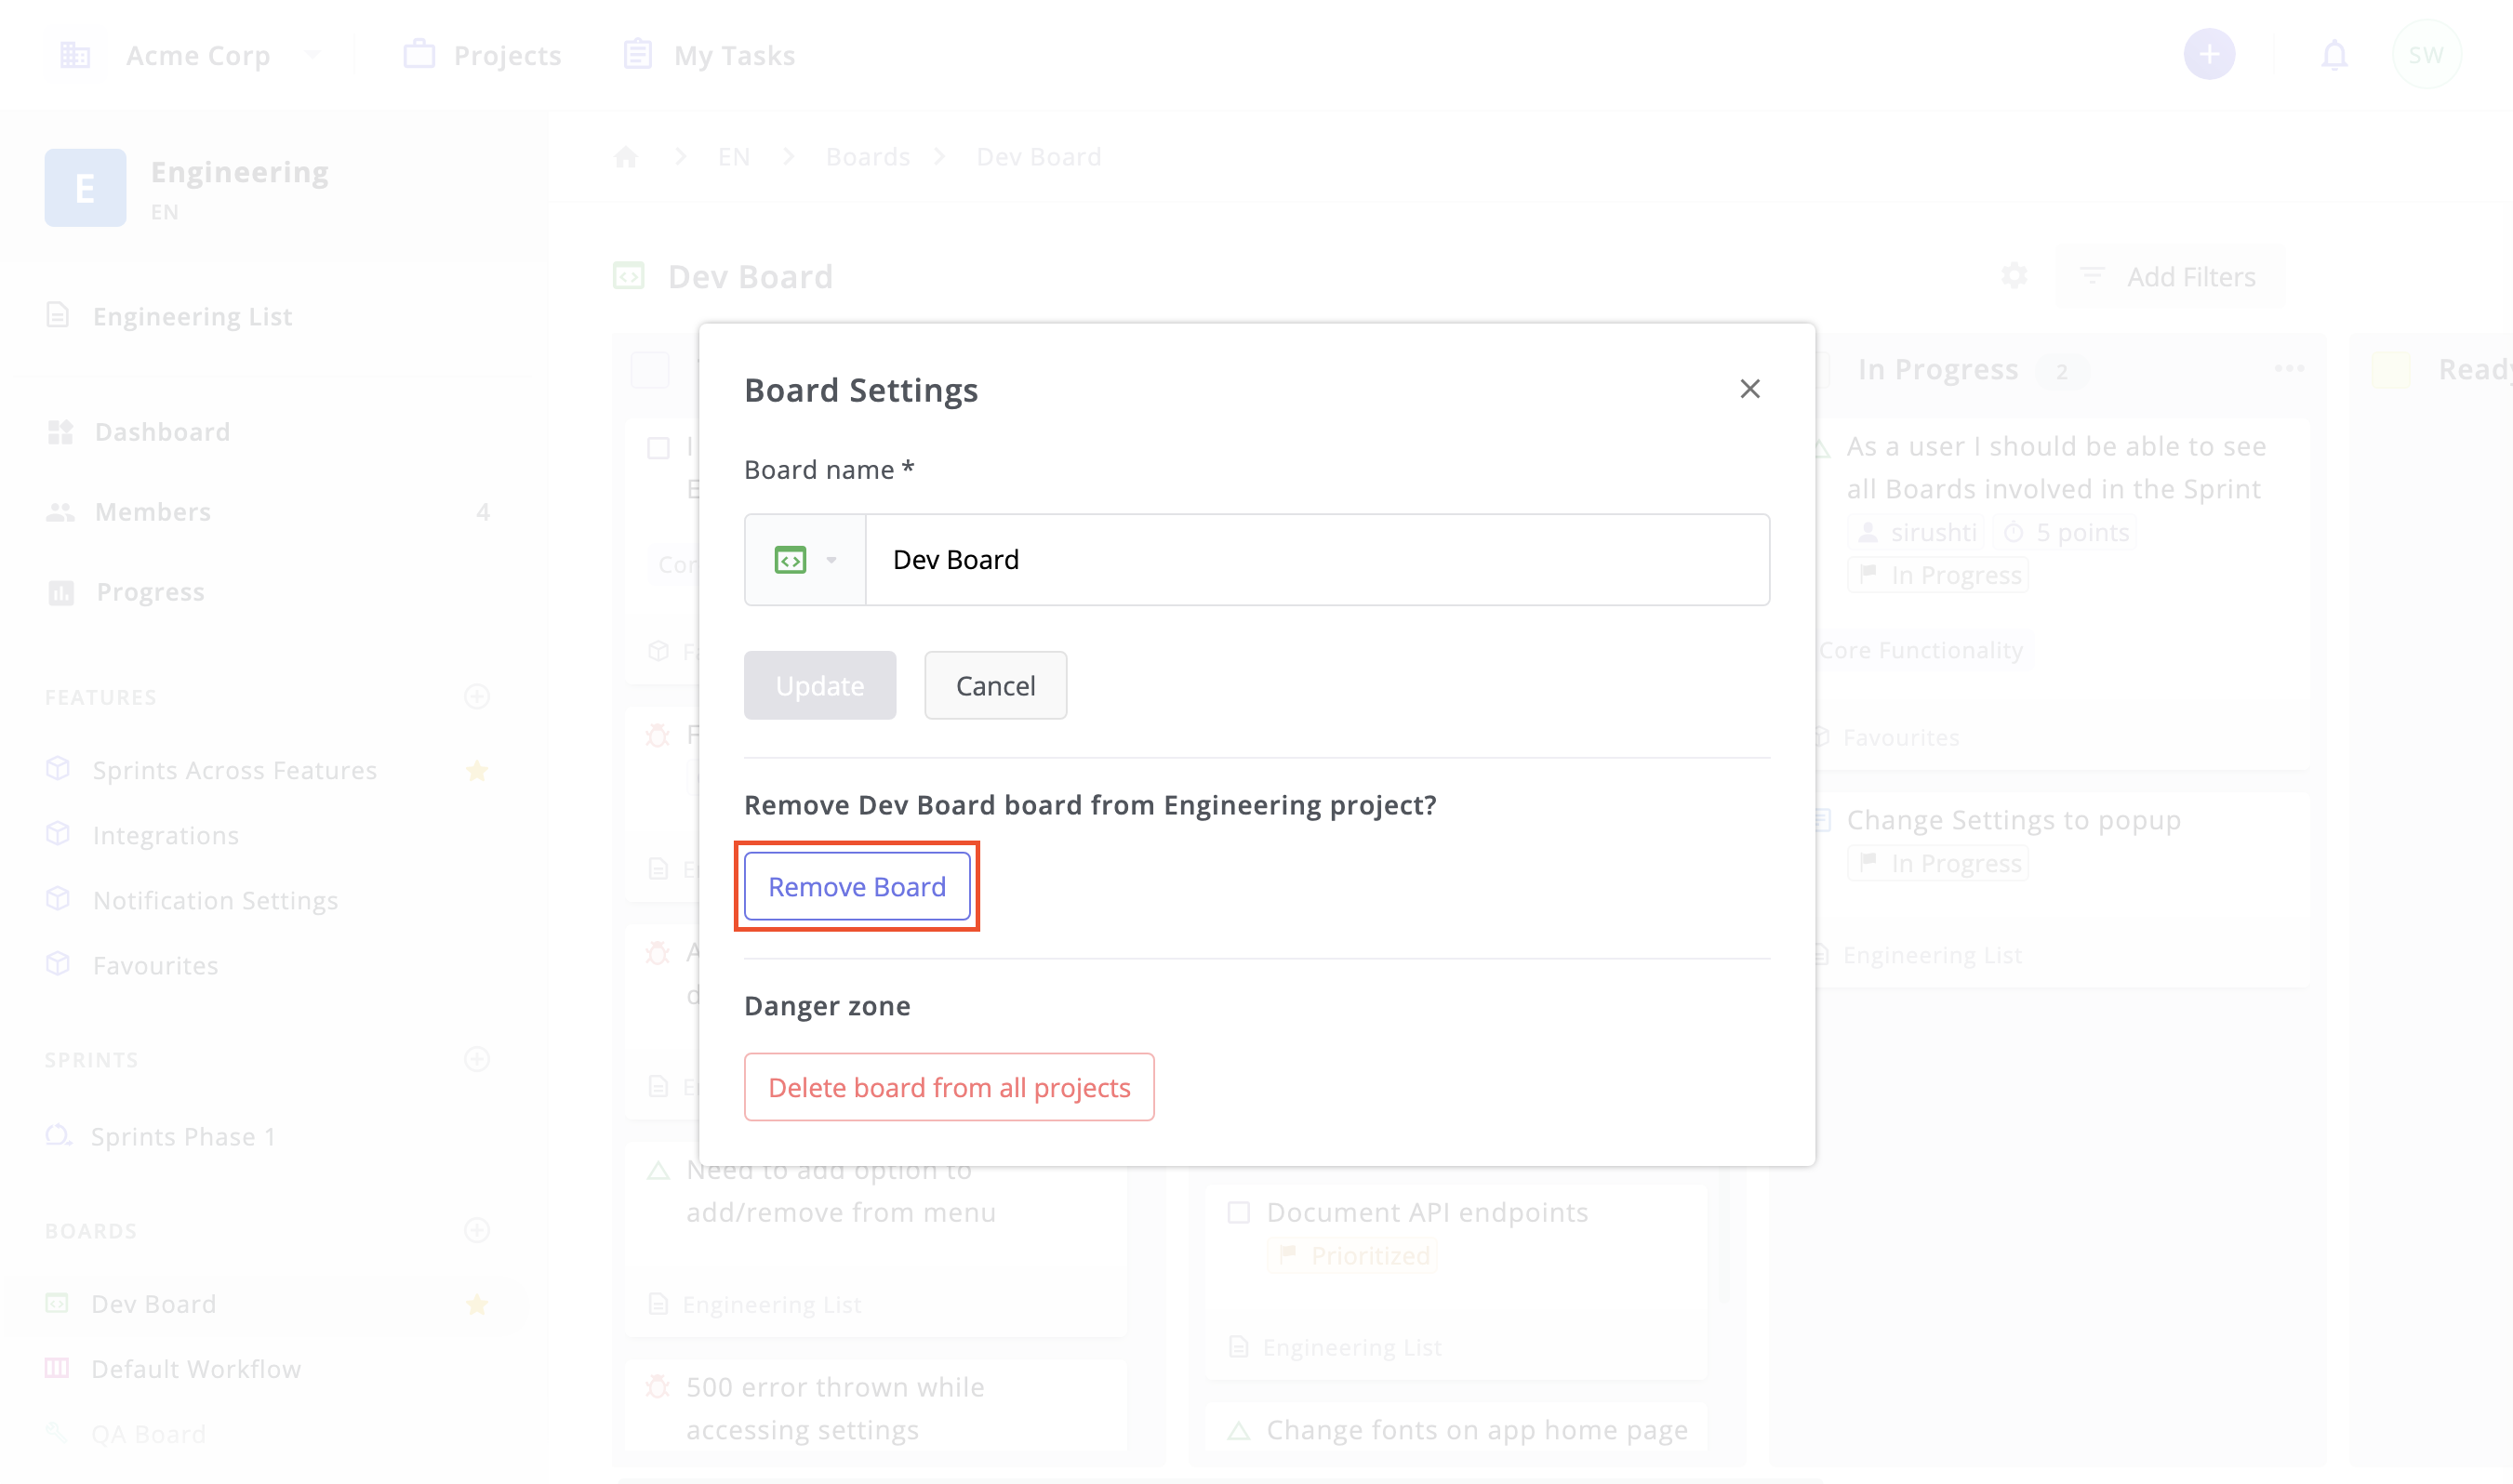 Acme Corp
Projects
My Tasks
SW
E
Engineering
EN
Engineering List
Dashboard
Members
4
Progress
FEATURES
Sprints Across Features
Integrations
Notification Settings
Favourites
SPRINTS
Sprints Phase 1
BOARDS
Dev Board
Default Workflow
QA Board
EN
Boards
Dev Board
Dev Board
Add Filters
Board Settings
Board name *
Dev Board
Update
Cancel
Remove Dev Board board from Engineering project?
Remove Board
Danger zone
Delete board from all projects
Need to add option to
add/remove from menu
Engineering List
500 error thrown while
accessing settings
Document API endpoints
Prioritized
Engineering List
Change fonts on app home page
In Progress
2
As a user I should be able to see
all Boards involved in the Sprint
sirushti
5 points
In Progress
Core Functionality
Favourites
Change Settings to popup
In Progress
Engineering List